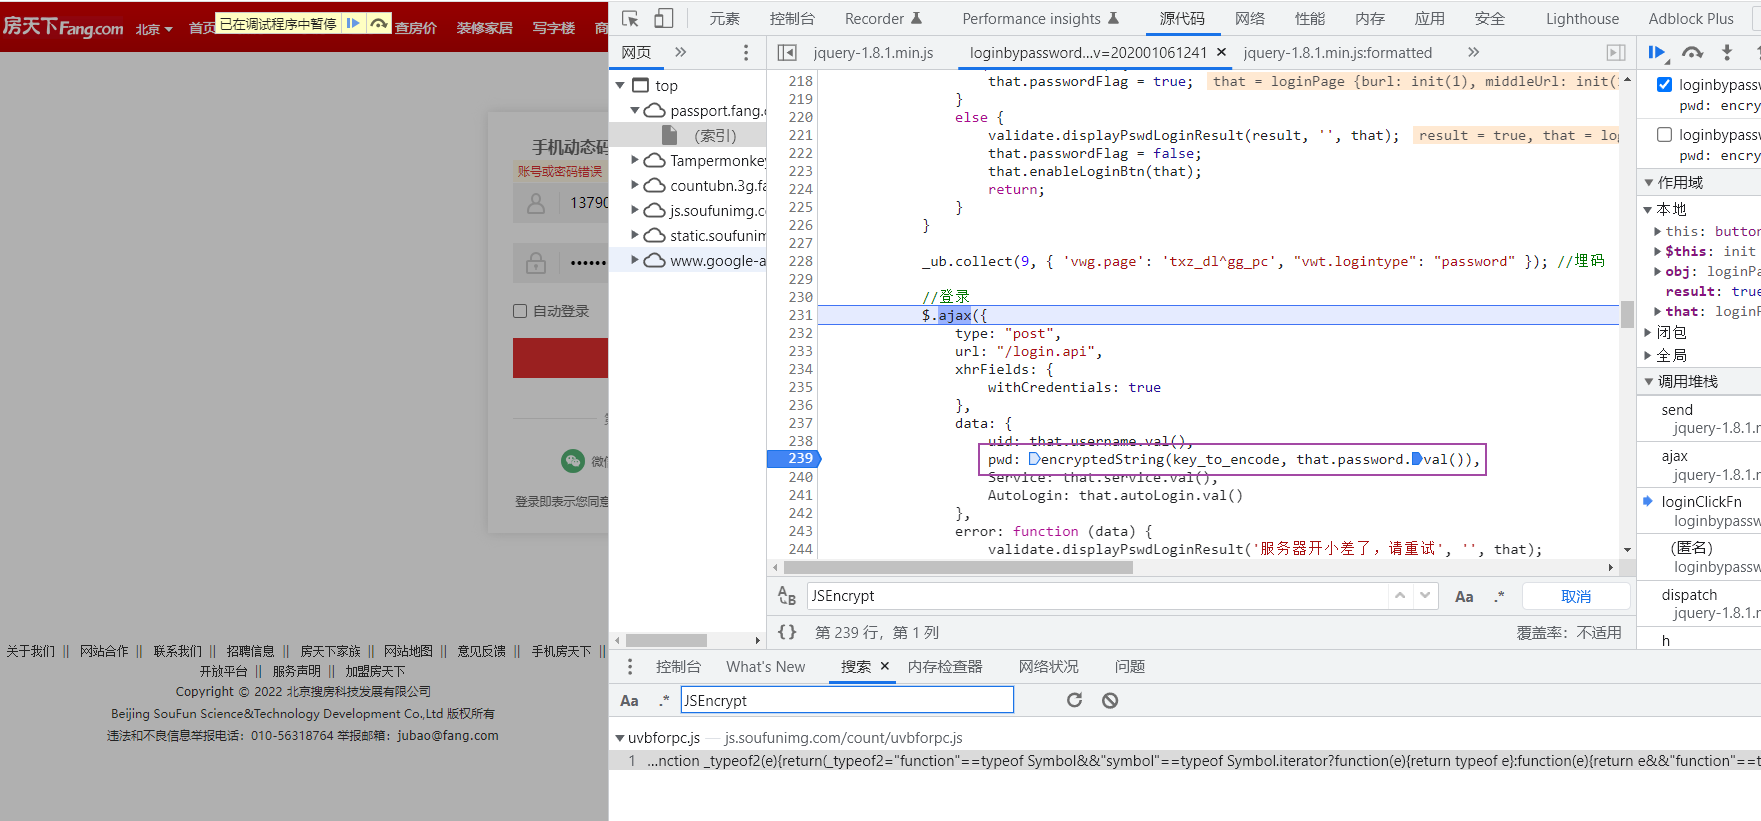 房天下Fang.com 北京 首页 已在调试程序中暂停 查房价 装修家居 写字楼 商
手机动态码
账号或密码错误
13790
••••••
自动登录
微信
登录即表示您同意
关于我们 || 网站合作 || 联系我们 || 招聘信息 || 房天下家族 || 网站地图 || 意见反馈 || 手机房天下 ||
开放平台 || 服务声明 || 加盟房天下
Copyright © 2022 北京搜房科技发展有限公司
Beijing SouFun Science&Technology Development Co.,Ltd 版权所有
违法和不良信息举报电话：010-56318764 举报邮箱：jubao@fang.com
元素 控制台 Recorder Performance insights 源代码 网络 性能 内存 应用 安全 Lighthouse Adblock Plus
网页 »
top
passport.fang.c
(索引)
Tampermonkey
countubn.3g.fa
js.soufunimg.co
static.soufunim
www.google-a
jquery-1.8.1.min.js loginbypassword...v=202001061241 × jquery-1.8.1.min.js:formatted »
218 that.passwordFlag = true; that = loginPage {burl: init(1), middleUrl: init(1
219 }
220 else {
221 validate.displayPswdLoginResult(result, '', that); result = true, that = log
222 that.passwordFlag = false;
223 that.enableLoginBtn(that);
224 return;
225 }
226 }
227
228 _ub.collect(9, { 'vwg.page': 'txz_dl^gg_pc', "vwt.logintype": "password" }); //埋码
229
230 //登录
231 $.ajax({
232 type: "post",
233 url: "/login.api",
234 xhrFields: {
235 withCredentials: true
236 },
237 data: {
238 uid: that.username.val(),
239 pwd: encryptedString(key_to_encode, that.password.val()),
240 Service: that.service.val(),
241 AutoLogin: that.autoLogin.val()
242 },
243 error: function (data) {
244 validate.displayPswdLoginResult('服务器开小差了，请重试', '', that);
JSEncrypt Aa .* 取消
{} 第 239 行，第 1 列 覆盖率：不适用
loginbypassw
pwd: encry
loginbypassw
pwd: encry
作用域
本地
this: button
$this: init
obj: loginPa
result: true
that: loginP
闭包
全局
调用堆栈
send
jquery-1.8.1.m
ajax
jquery-1.8.1.m
loginClickFn
loginbypassw
(匿名)
loginbypassw
dispatch
jquery-1.8.1.m
h
控制台 What's New 搜索 × 内存检查器 网络状况 问题
Aa .* JSEncrypt
uvbforpc.js — js.soufunimg.com/count/uvbforpc.js
1 ...nction _typeof2(e){return(_typeof2="function"==typeof Symbol&&"symbol"==typeof Symbol.iterator?function(e){return typeof e}:function(e){return e&&"function"==t